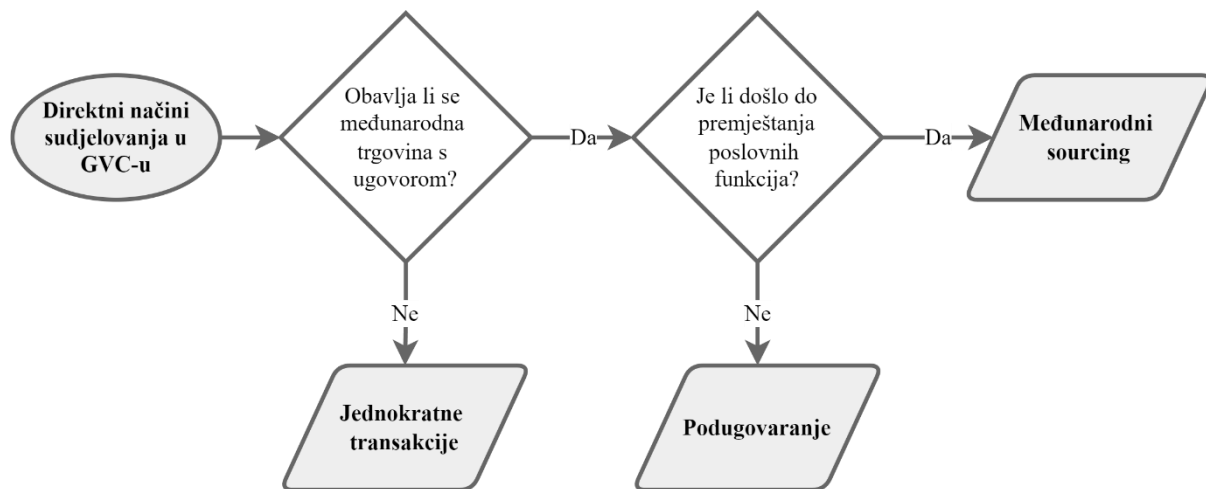 Direktni načini
sudjelovanja u
GVC-u
Obavlja li se
međunarodna
trgovina s
ugovorom?
Da
Je li došlo do
premještanja
poslovnih
funkcija?
Da
Međunarodni
sourcing
Ne
Ne
Jednokratne
transakcije
Podugovaranje